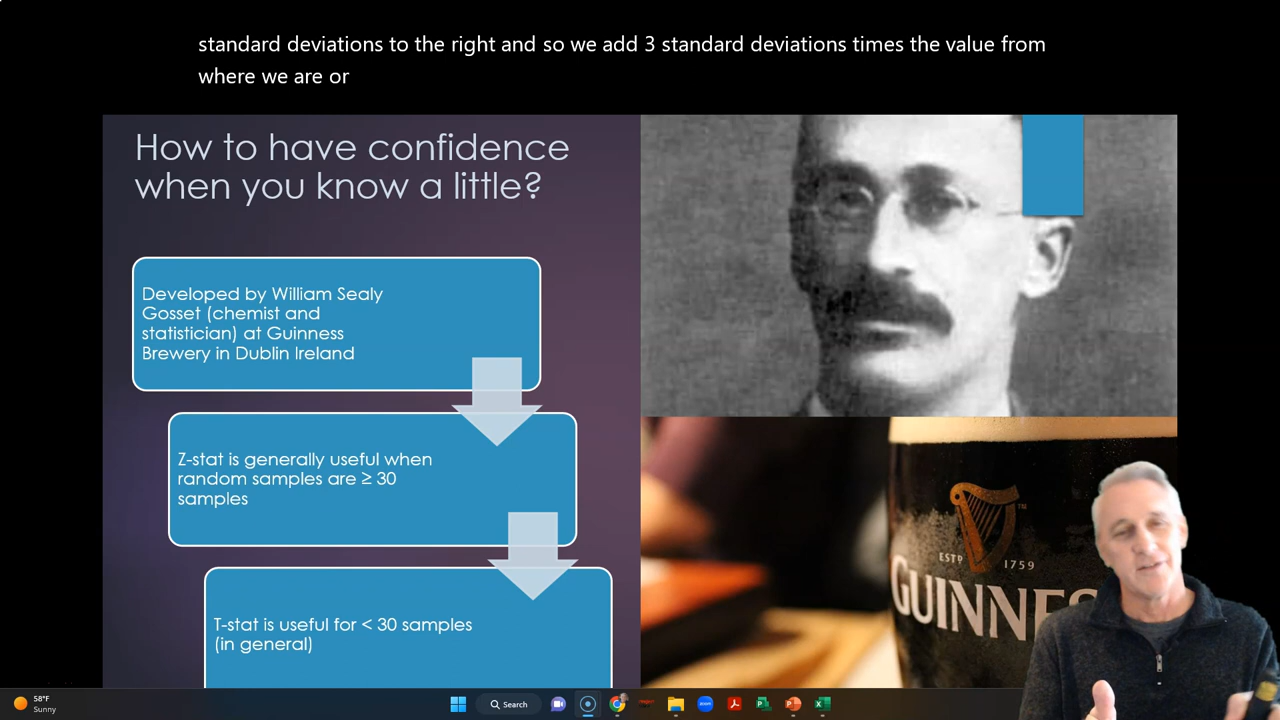 standard deviations to the right and so we add 3 standard deviations times the value from
where we are or
How to have confidence
when you know a little?
Developed by William Sealy
Gosset (chemist and
statistician) at Guinness
Brewery in Dublin Ireland
Z-stat is generally useful when
random samples are ≥ 30
samples
T-stat is useful for < 30 samples
(in general)
ESTD 1759
TM
58°F
Sunny
Search